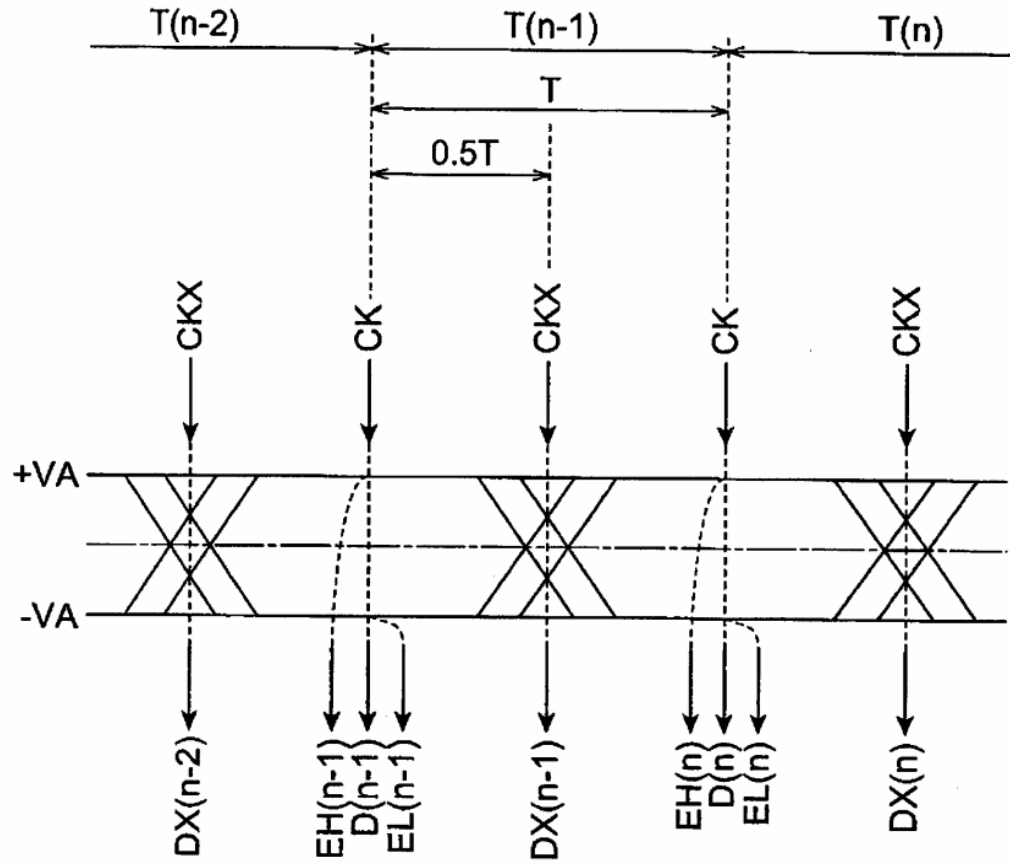 T(n-2)
T(n-1)
T(n)
T
0.5T
CKX
CK
CKX
CK
CKX
+VA
-VA
DX(n-2)
EH(n-1)
D(n-1)
EL(n-1)
DX(n-1)
EH(n)
D(n)
EL(n)
DX(n)